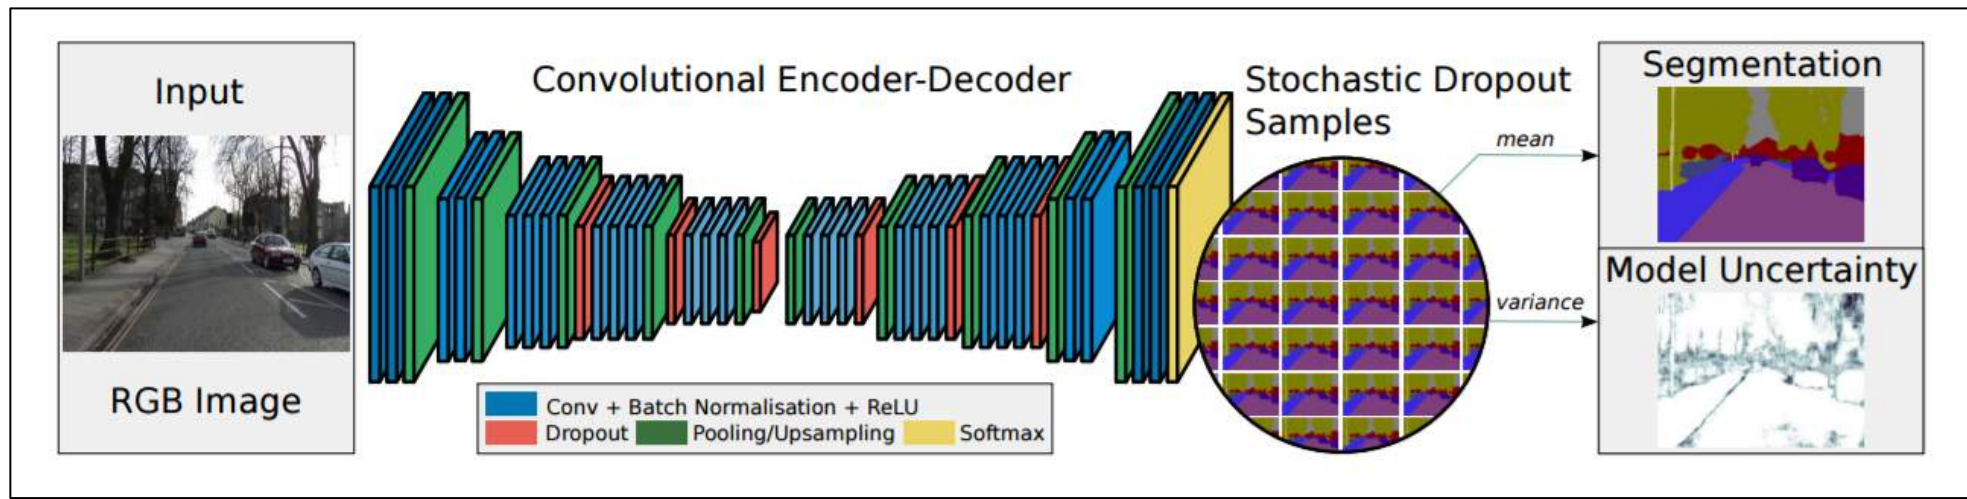 Input
RGB Image
Convolutional Encoder-Decoder
Conv + Batch Normalisation + ReLU
Dropout
Pooling/Upsampling
Softmax
Stochastic Dropout
Samples
mean
variance
Segmentation
Model Uncertainty